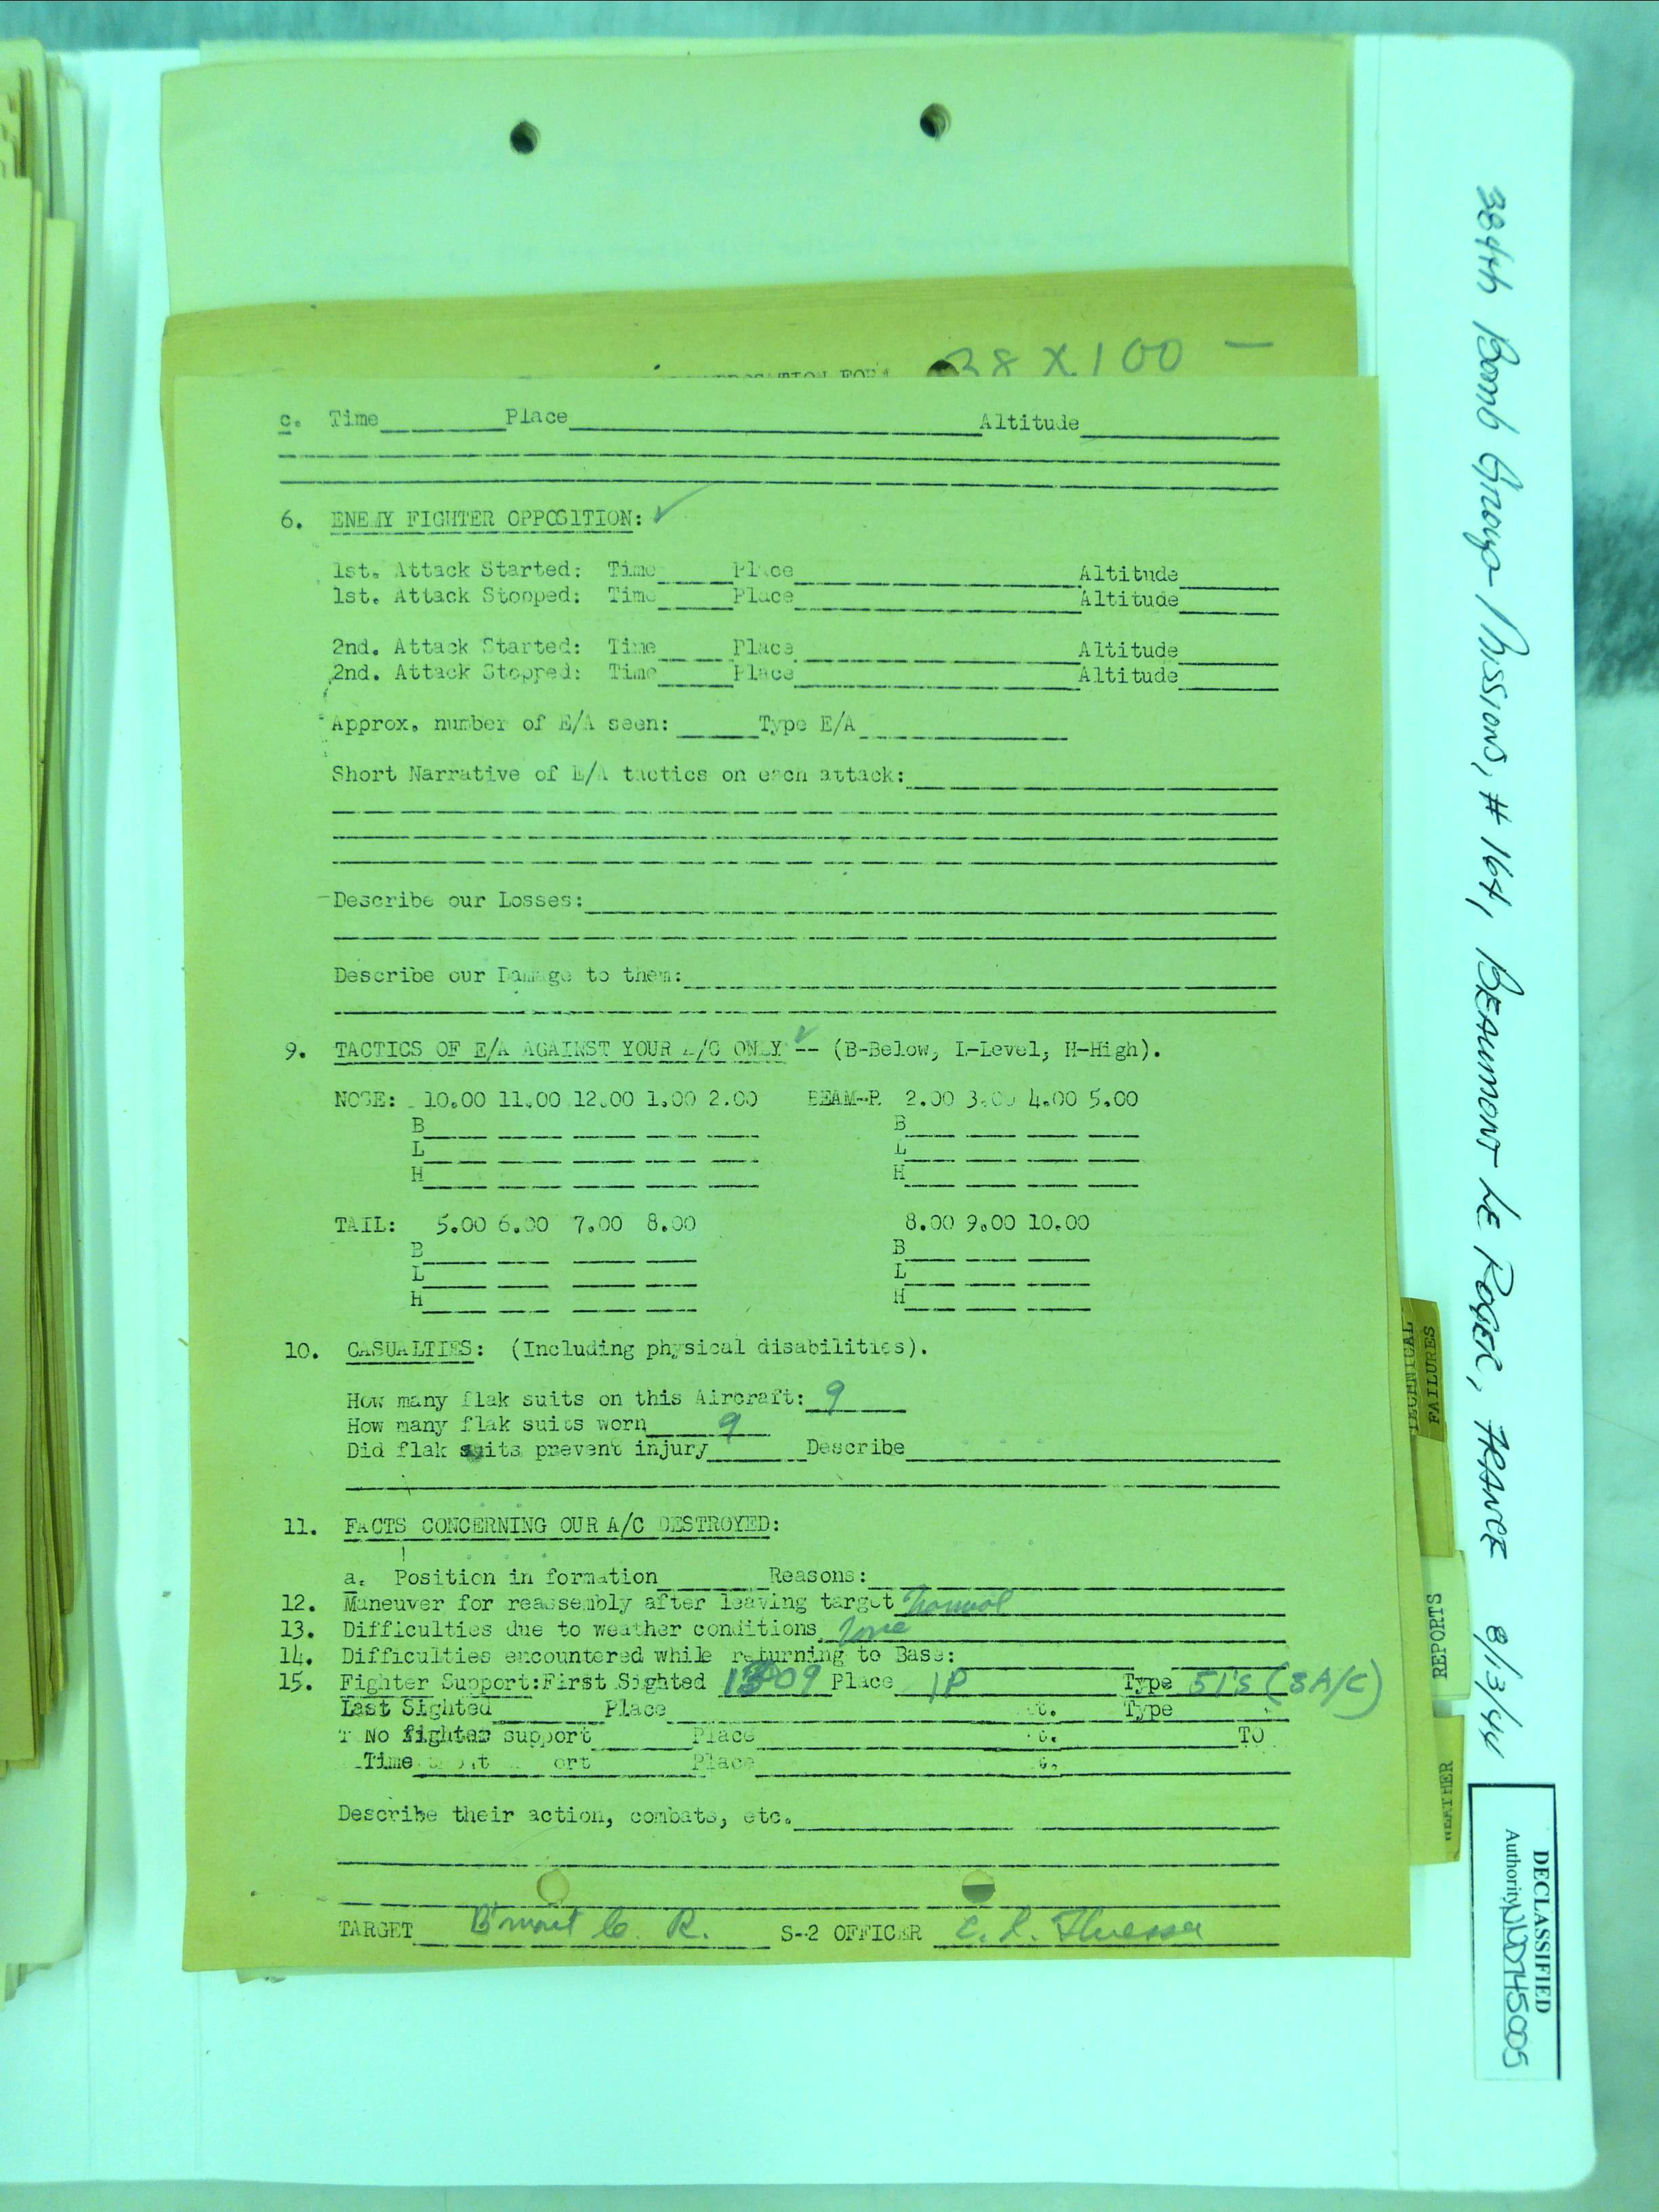 38 X 100 —
c. Time Place Altitude
6. ENEMY FIGHTER OPPOSITION: ✓
1st. Attack Started: Time Place Altitude
1st. Attack Stopped: Time Place Altitude
2nd. Attack Started: Time Place Altitude
2nd. Attack Stopped: Time Place Altitude
Approx. number of E/A seen: Type E/A
Short Narrative of E/A tactics on each attack:
Describe our Losses:
Describe our Damage to them:
9. TACTICS OF E/A AGAINST YOUR A/C ONLY ✓ -- (B-Below, L-Level, H-High).
NOSE: 10.00 11.00 12.00 1.00 2.00 BEAM-R 2.00 3.00 4.00 5.00
B B
L L
H H
TAIL: 5.00 6.00 7.00 8.00 8.00 9.00 10.00
B B
L L
H H
10. CASUALTIES: (Including physical disabilities).
How many flak suits on this Aircraft: 9
How many flak suits worn 9
Did flak suits prevent injury Describe
11. FACTS CONCERNING OUR A/C DESTROYED:
a. Position in formation Reasons:
12. Maneuver for reassembly after leaving target Normal
13. Difficulties due to weather conditions None
14. Difficulties encountered while returning to Base:
15. Fighter Support: First Sighted 1309 Place IP Type 51's (8 A/C)
Last Sighted Place t. Type
No fighter support Place t. TO
Time Place t.
Describe their action, combats, etc.
TARGET B'mont S-2 OFFICER
384th Bomb Group - Missions, # 164, BEAUMONT LE ROGER, FRANCE 8/13/44
TECHNICAL FAILURES
REPORTS
WEATHER
DECLASSIFIED
Authority NND745005